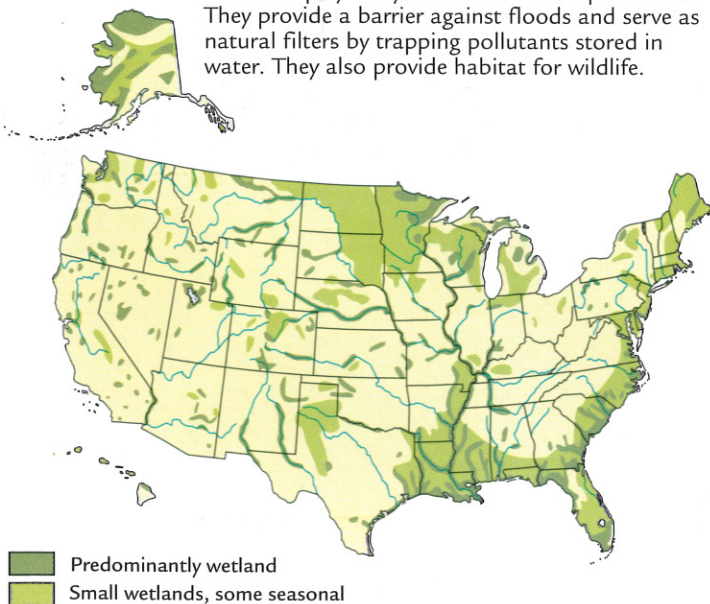 They provide a barrier against floods and serve as
natural filters by trapping pollutants stored in
water. They also provide habitat for wildlife.
Predominantly wetland
Small wetlands, some seasonal